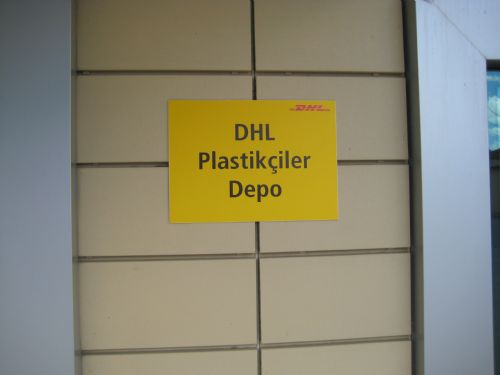 DHL
DHL
Plastikçiler
Depo